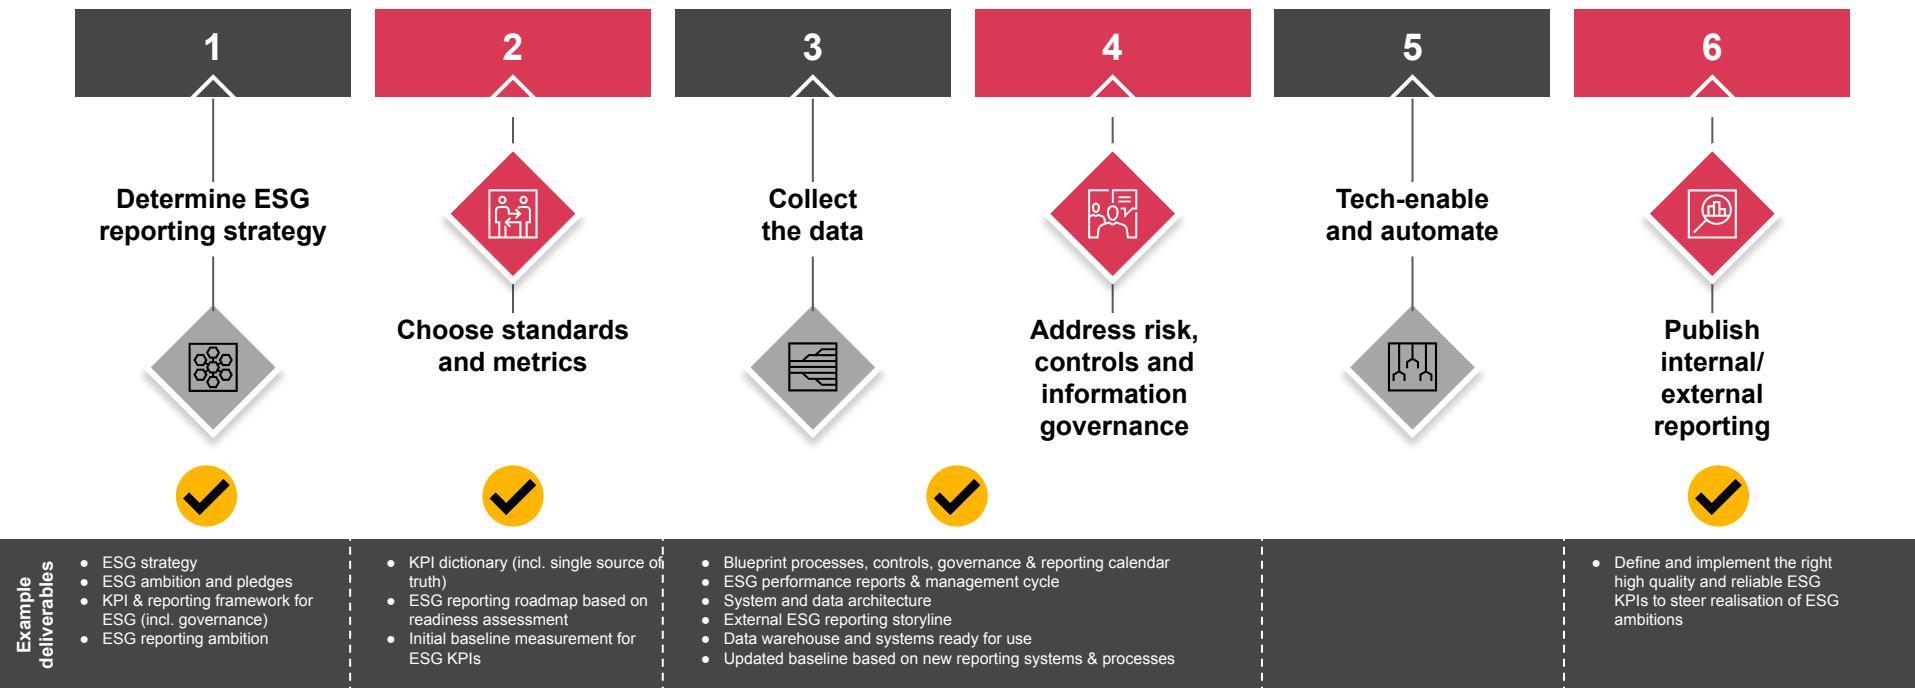 1
2
3
4
5
6
Determine ESG
reporting strategy
Choose standards
and metrics
Collect
the data
Address risk,
controls and
information
governance
Tech-enable
and automate
Publish
internal/
external
reporting
Example
deliverables
● ESG strategy
● ESG ambition and pledges
● KPI & reporting framework for
ESG (incl. governance)
● ESG reporting ambition
● KPI dictionary (incl. single source of
truth)
● ESG reporting roadmap based on
readiness assessment
● Initial baseline measurement for
ESG KPIs
● Blueprint processes, controls, governance & reporting calendar
● ESG performance reports & management cycle
● System and data architecture
● External ESG reporting storyline
● Data warehouse and systems ready for use
● Updated baseline based on new reporting systems & processes
● Define and implement the right
high quality and reliable ESG
KPIs to steer realisation of ESG
ambitions